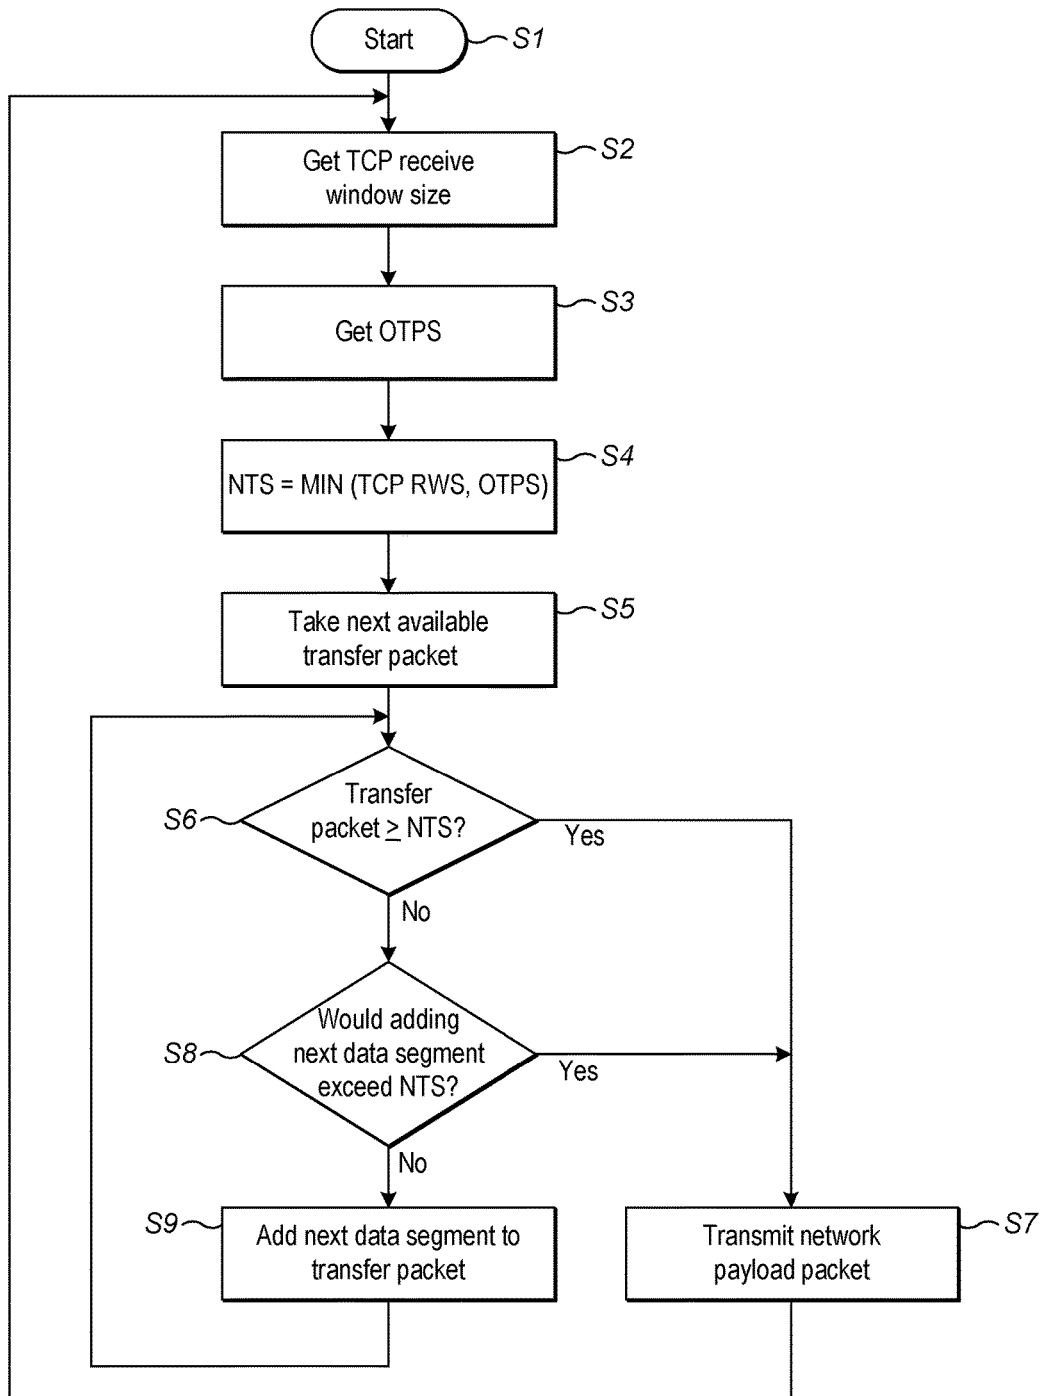 Start
S1
Get TCP receive
window size
S2
Get OTPS
S3
NTS = MIN (TCP RWS, OTPS)
S4
Take next available
transfer packet
S5
Transfer
packet ≥ NTS?
S6
Yes
No
Would adding
next data segment
exceed NTS?
S8
Yes
No
S9
Add next data segment to
transfer packet
Transmit network
payload packet
S7